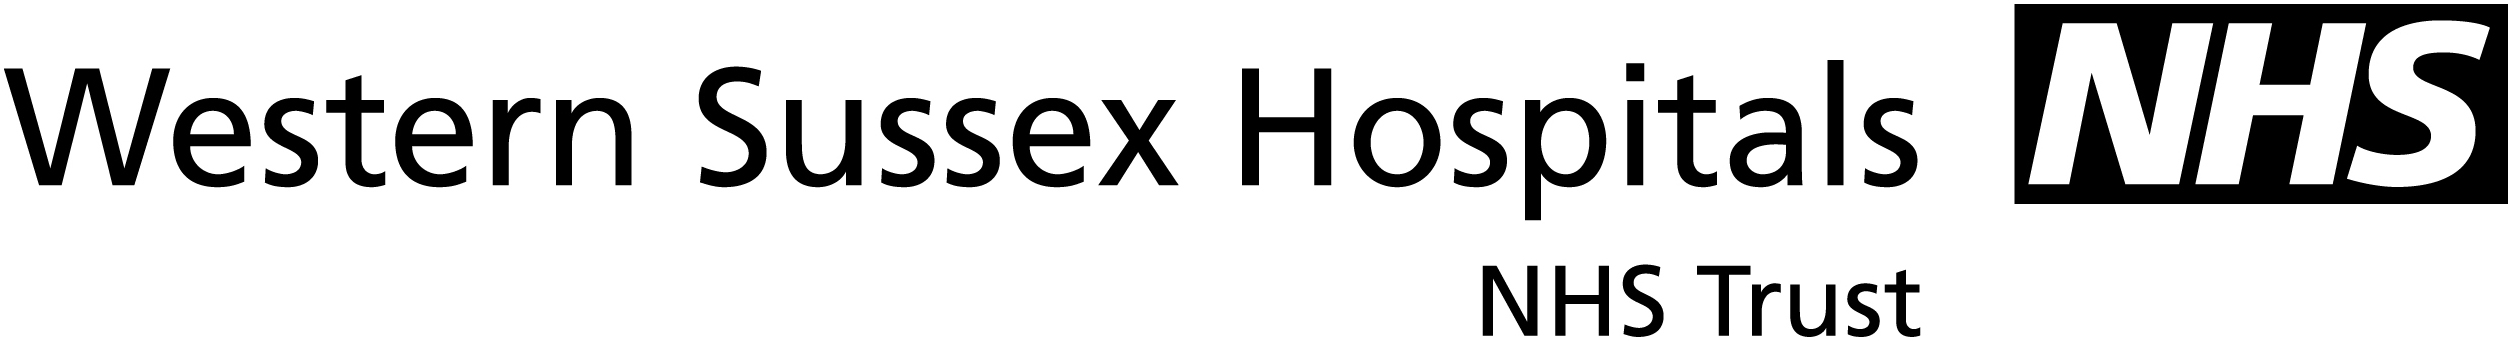 Western Sussex Hospitals NHS
NHS Trust